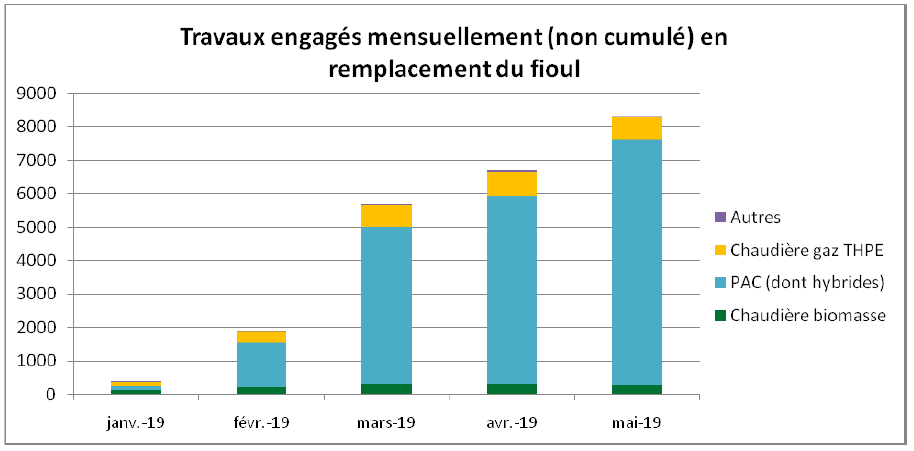 Travaux engagés mensuellement (non cumulé) en
remplacement du fioul
9000
8000
7000
6000
5000
4000
3000
2000
1000
0
janv.-19
févr.-19
mars-19
avr.-19
mai-19
Autres
Chaudière gaz THPE
PAC (dont hybrides)
Chaudière biomasse